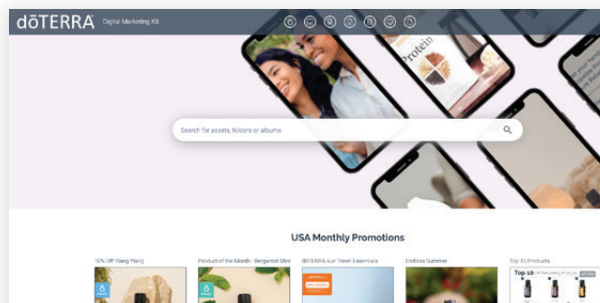 dōTERRA Digital Marketing Kit
Protein
Search for assets, folders or albums
USA Monthly Promotions
10% Off Ylang Ylang
Product of the Month - Bergamot Mint
dōTERRA sun Travel Essentials
Endless Summer
Top 10 Products
Top 10